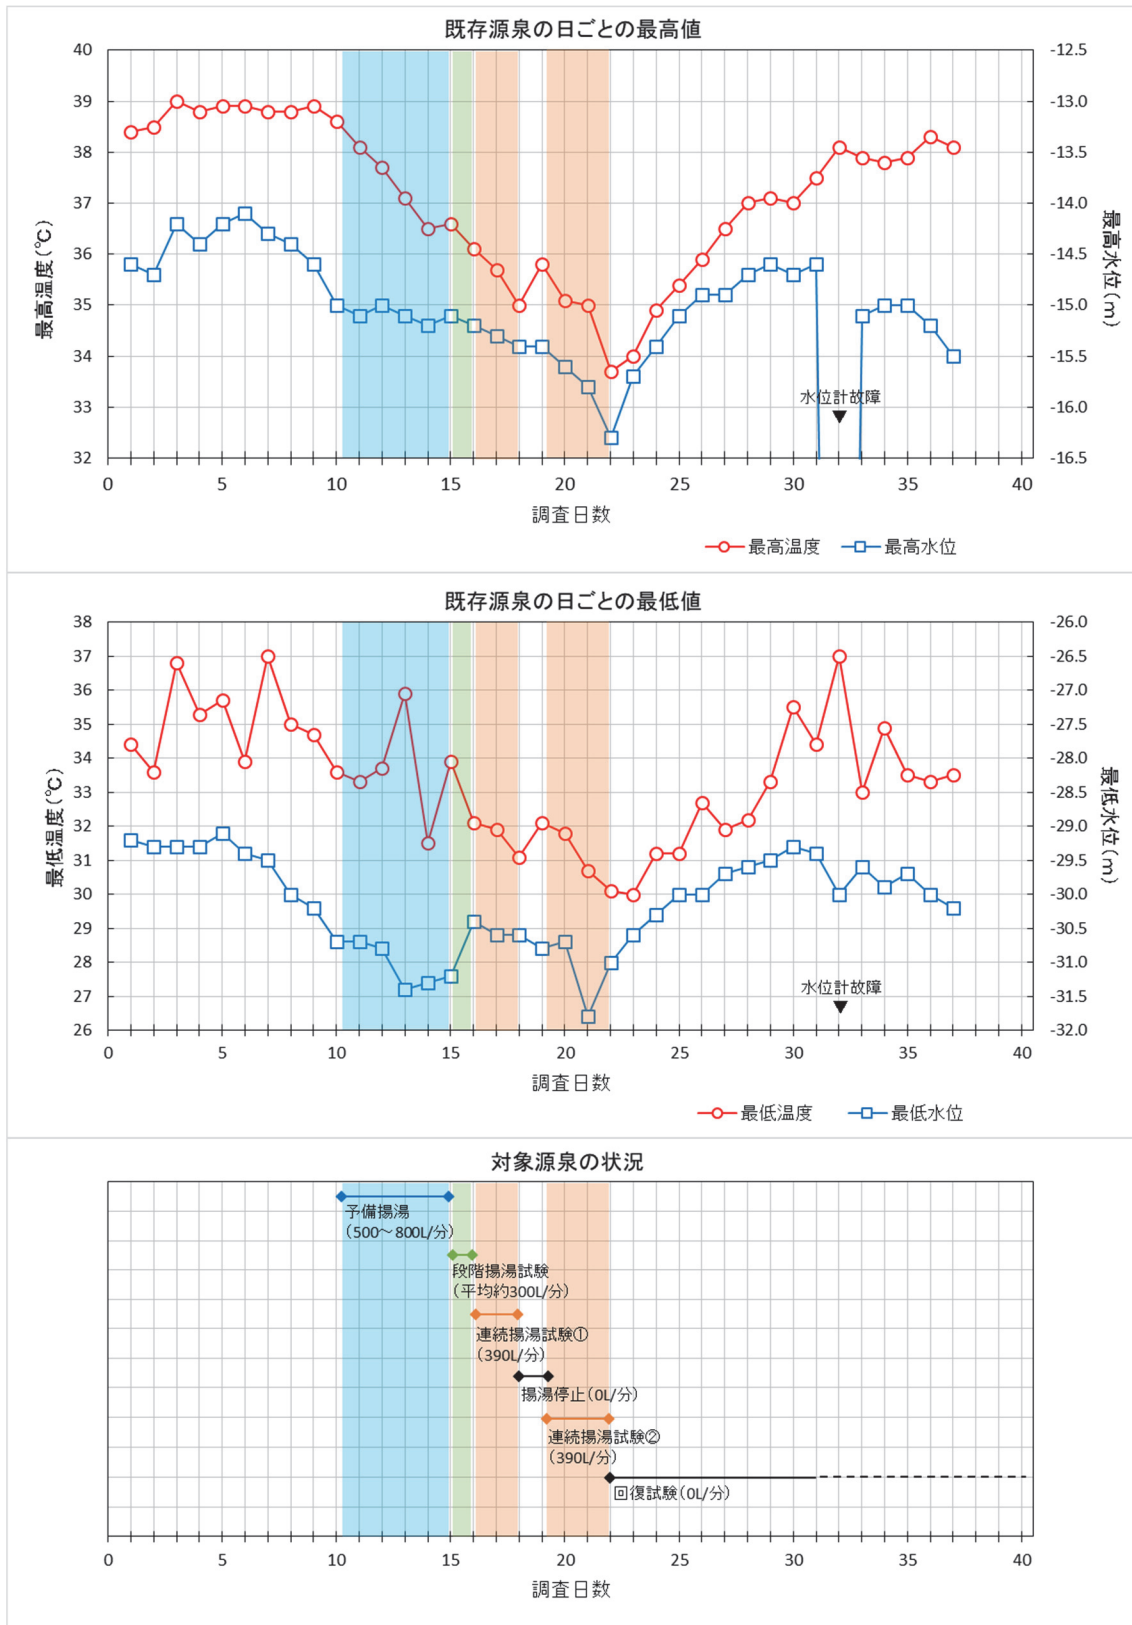 既存源泉の日ごとの最高値
40
39
38
37
36
35
34
33
32
-12.5
-13.0
-13.5
-14.0
-14.5
-15.0
-15.5
-16.0
-16.5
最高温度(℃)
最高水位(m)
水位計故障
0 5 10 15 20 25 30 35 40
調査日数
最高温度 最高水位
既存源泉の日ごとの最低値
38
37
36
35
34
33
32
31
30
29
28
27
26
-26.0
-26.5
-27.0
-27.5
-28.0
-28.5
-29.0
-29.5
-30.0
-30.5
-31.0
-31.5
-32.0
最低温度(℃)
最低水位(m)
水位計故障
0 5 10 15 20 25 30 35 40
調査日数
最低温度 最低水位
対象源泉の状況
予備揚湯
(500～800L/分)
段階揚湯試験
(平均約300L/分)
連続揚湯試験①
(390L/分)
揚湯停止(0L/分)
連続揚湯試験②
(390L/分)
回復試験(0L/分)
0 5 10 15 20 25 30 35 40
調査日数